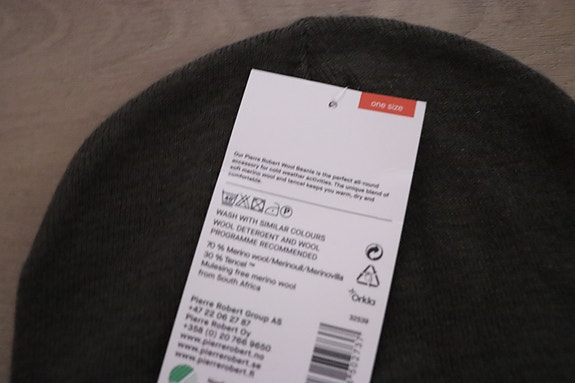 one size
Our Pierre Robert Wool Beanie is the perfect all-round
accessory for cold weather activities. The unique blend of
soft merino wool and tencel keeps you warm, dry and
comfortable.
WASH WITH SIMILAR COLOURS
WOOL DETERGENT AND WOOL
PROGRAMME RECOMMENDED
70 % Merino wool/Merinoull/Merinovilla
30 % Tencel ™
Mulesing free merino wool
from South Africa
Orkla
32539
Pierre Robert Group AS
+47 22 06 27 87
Pierre Robert Oy
+358 (0) 20 766 9650
www.pierrerobert.no
www.pierrerobert.se
www.pierrerobert.fi